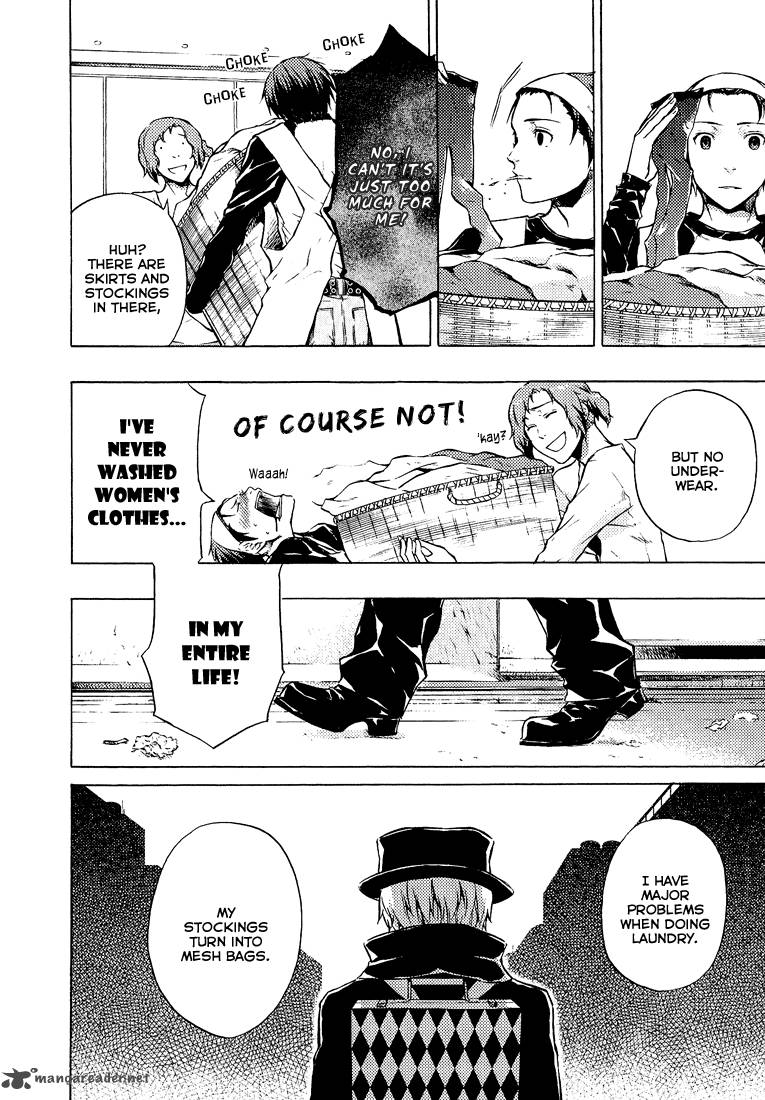 CHOKE
CHOKE
CHOKE
NO, I
CAN'T IT'S
JUST TOO
MUCH FOR
ME!
HUH?
THERE ARE
SKIRTS AND
STOCKINGS
IN THERE,
BUT NO
UNDER-
WEAR.
'kay?
OF COURSE NOT!
Waaah!
I'VE
NEVER
WASHED
WOMEN'S
CLOTHES...
IN MY
ENTIRE
LIFE!
I HAVE
MAJOR
PROBLEMS
WHEN DOING
LAUNDRY.
MY
STOCKINGS
TURN INTO
MESH BAGS.
mangareader.net